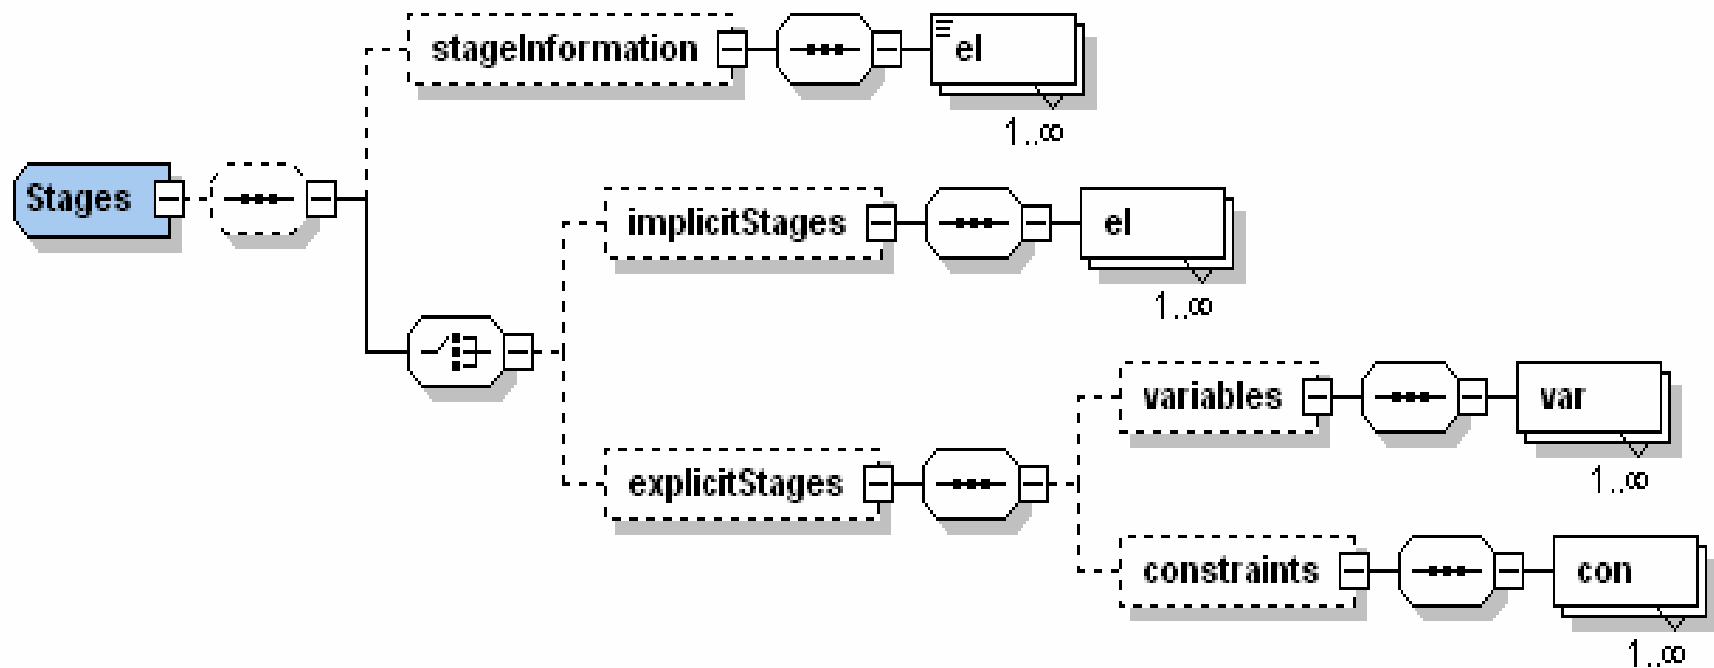 stageInformation
el
1..∞
Stages
implicitStages
el
1..∞
variables
var
1..∞
explicitStages
constraints
con
1..∞